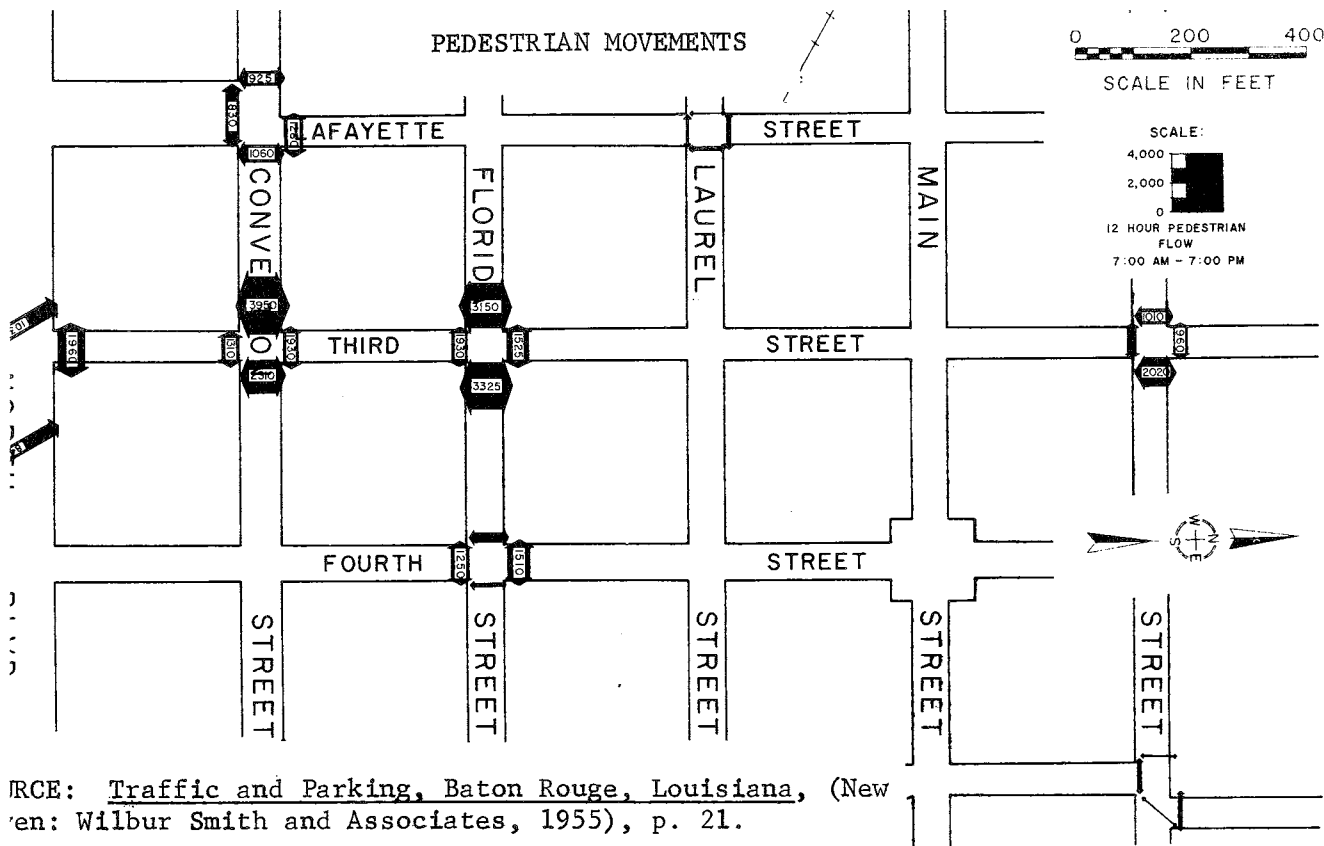 PEDESTRIAN MOVEMENTS
0 200 400
SCALE IN FEET
925
830
LAFAYETTE
STREET
1060
SCALE:
4,000
2,000
0
12 HOUR PEDESTRIAN
FLOW
7:00 AM - 7:00 PM
CONVE
FLORID
LAUREL
MAIN
3950
3150
1010
1960
1310
O
1930
THIRD
1930
1525
STREET
960
2310
3325
2020
FOURTH
1250
1510
STREET
W
N
S
E
STREET
STREET
STREET
STREET
STREET
RCE: Traffic and Parking, Baton Rouge, Louisiana, (New
en: Wilbur Smith and Associates, 1955), p. 21.